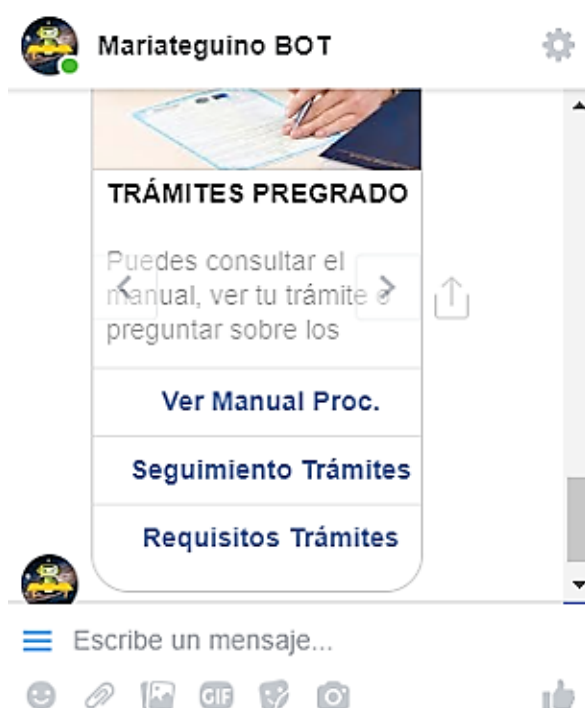 Mariateguino BOT
TRÁMITES PREGRADO
Puedes consultar el
manual, ver tu trámite o
preguntar sobre los
Ver Manual Proc.
Seguimiento Trámites
Requisitos Trámites
Escribe un mensaje...
GIF